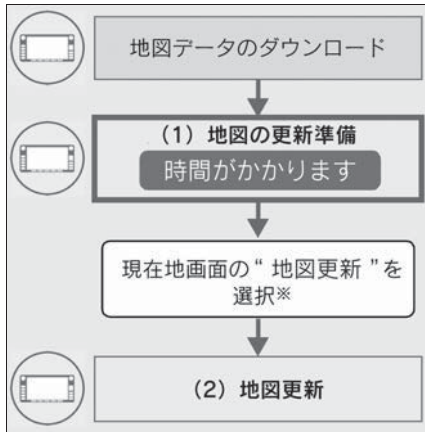 地図データのダウンロード
(1) 地図の更新準備
時間がかかります
現在地画面の“ 地図更新 ”を
選択※
(2) 地図更新